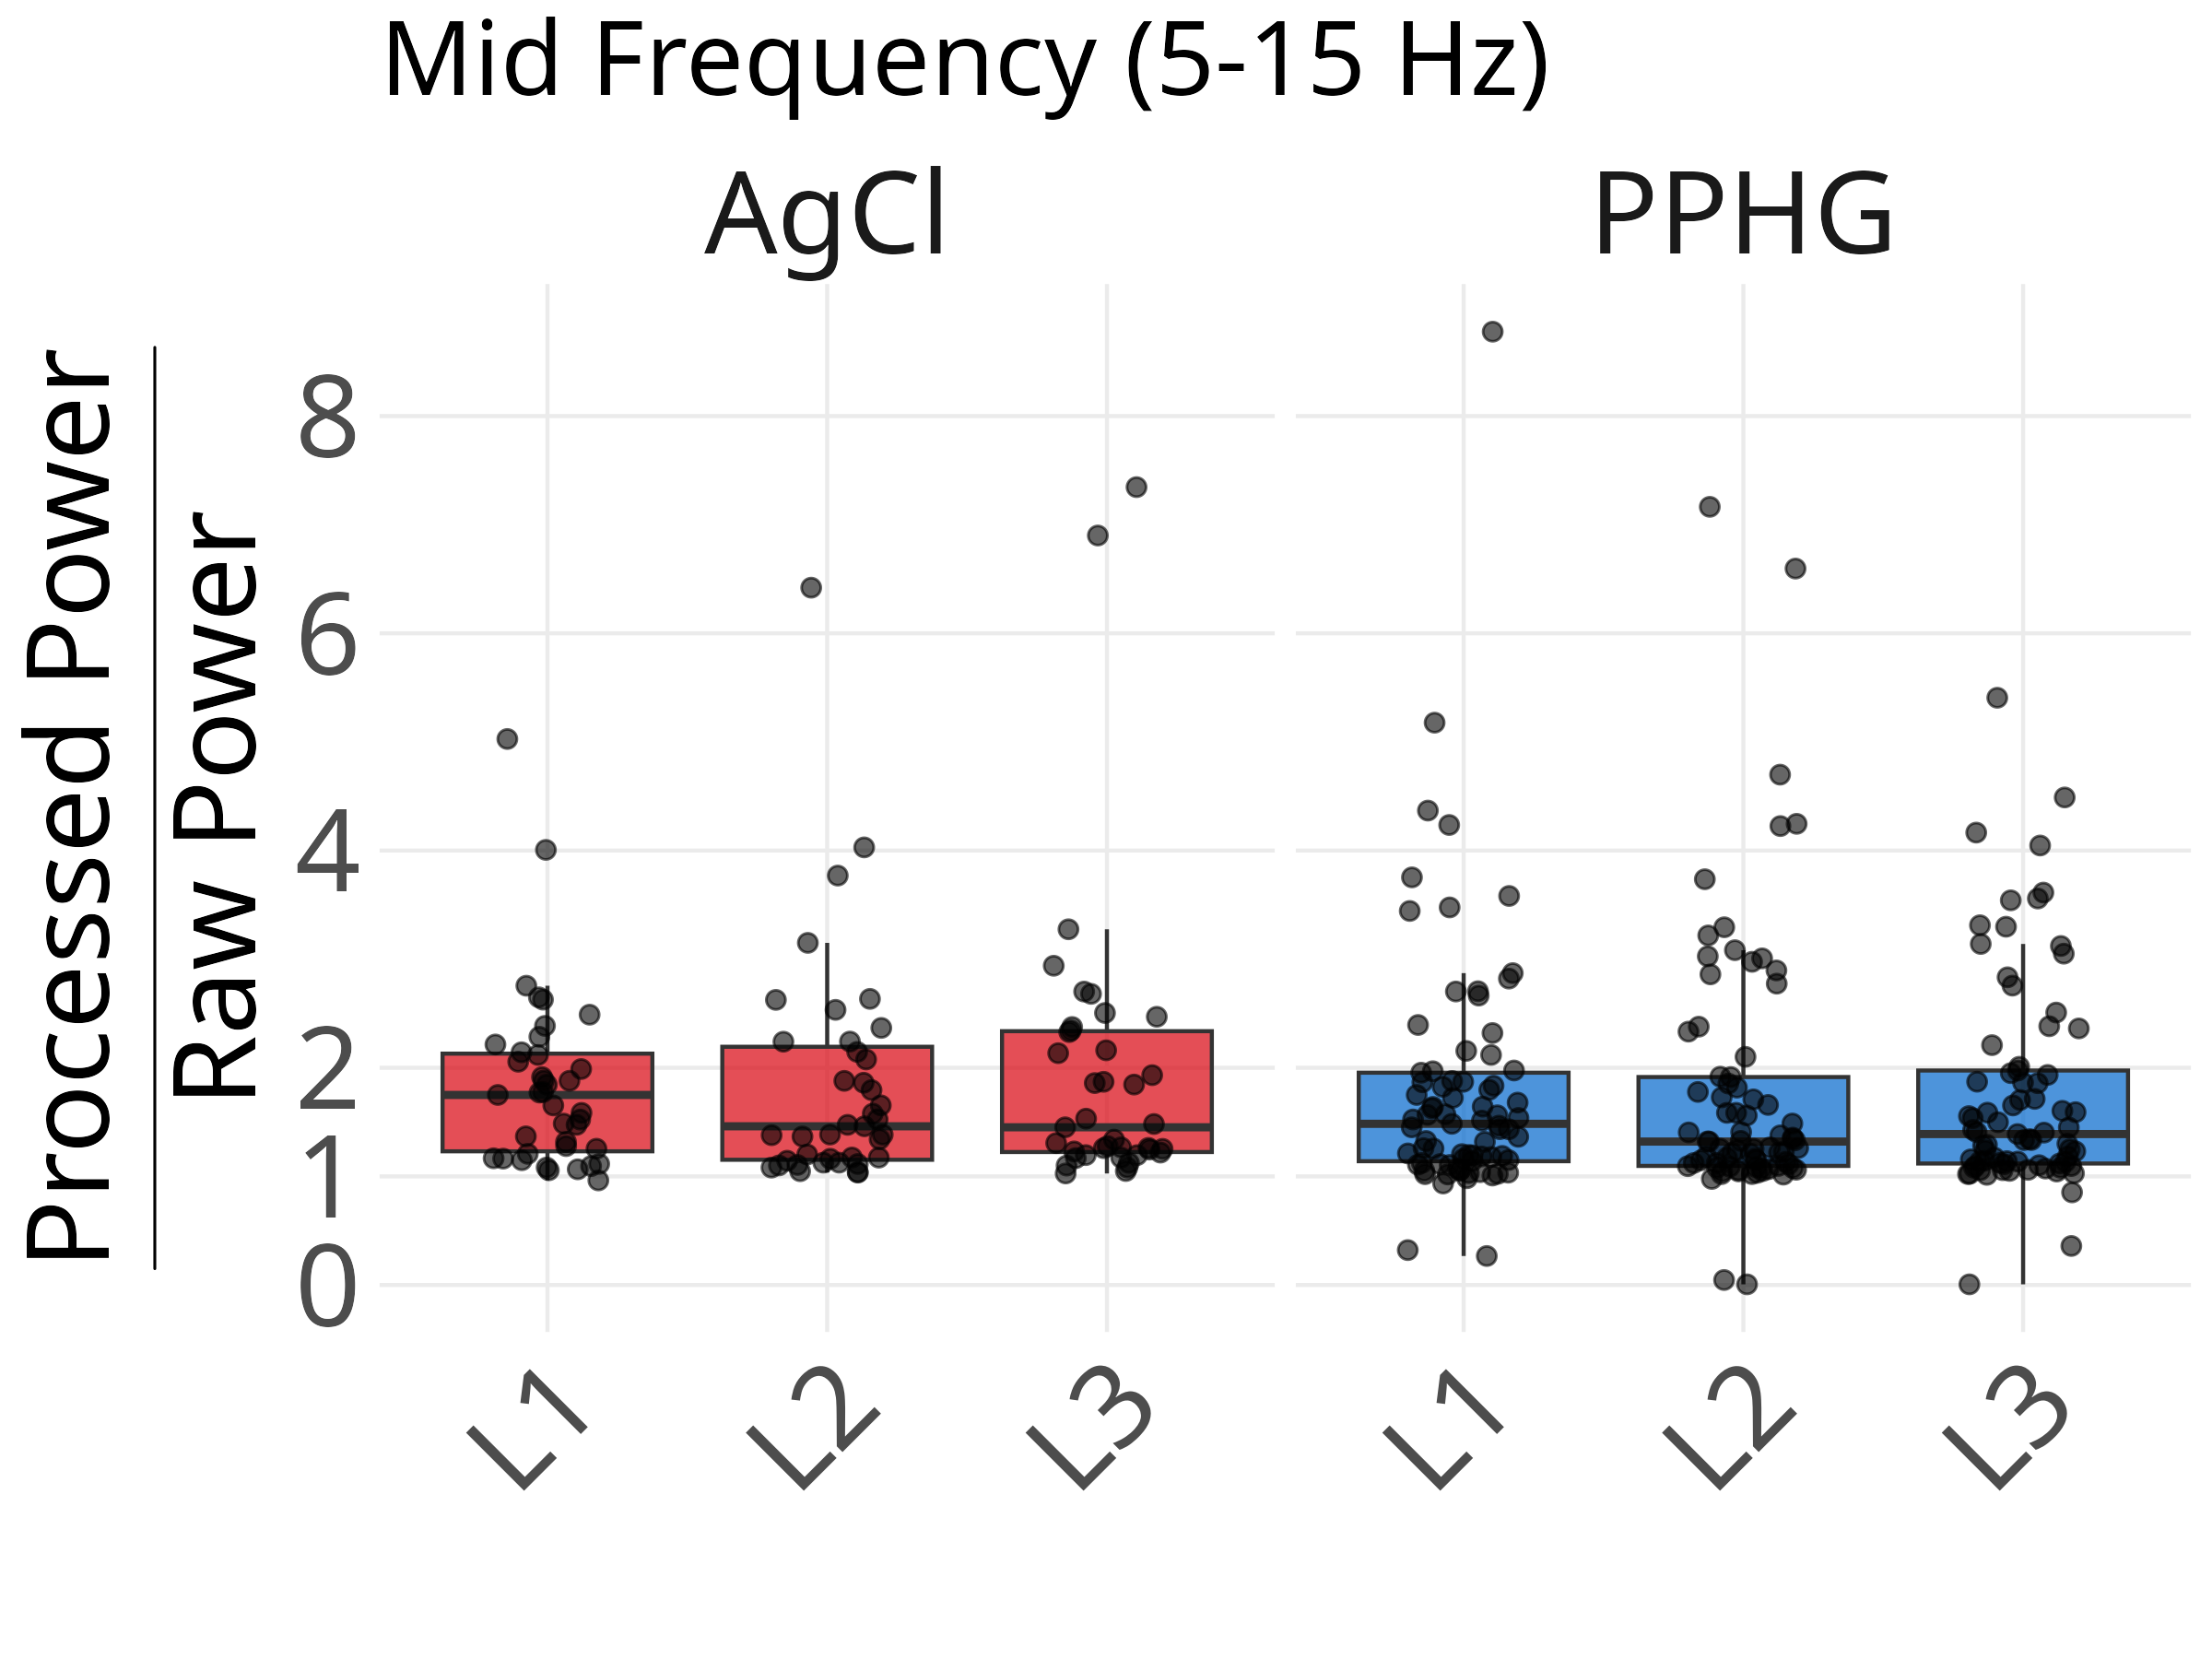 Mid Frequency (5-15 Hz)
AgCl
PPHG
Processed Power
Raw Power
8
6
4
2
1
0
L1
L2
L3
L1
L2
L3